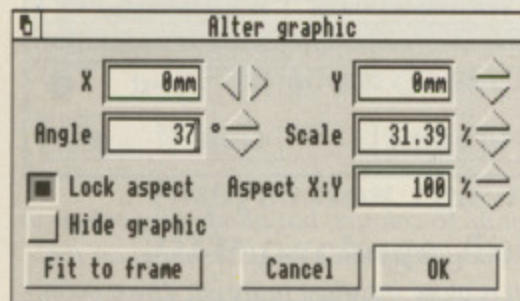 Alter graphic
X 0mm Y 0mm
Angle 37 ° Scale 31.39 %
Lock aspect Aspect X:Y 100 %
Hide graphic
Fit to frame Cancel OK